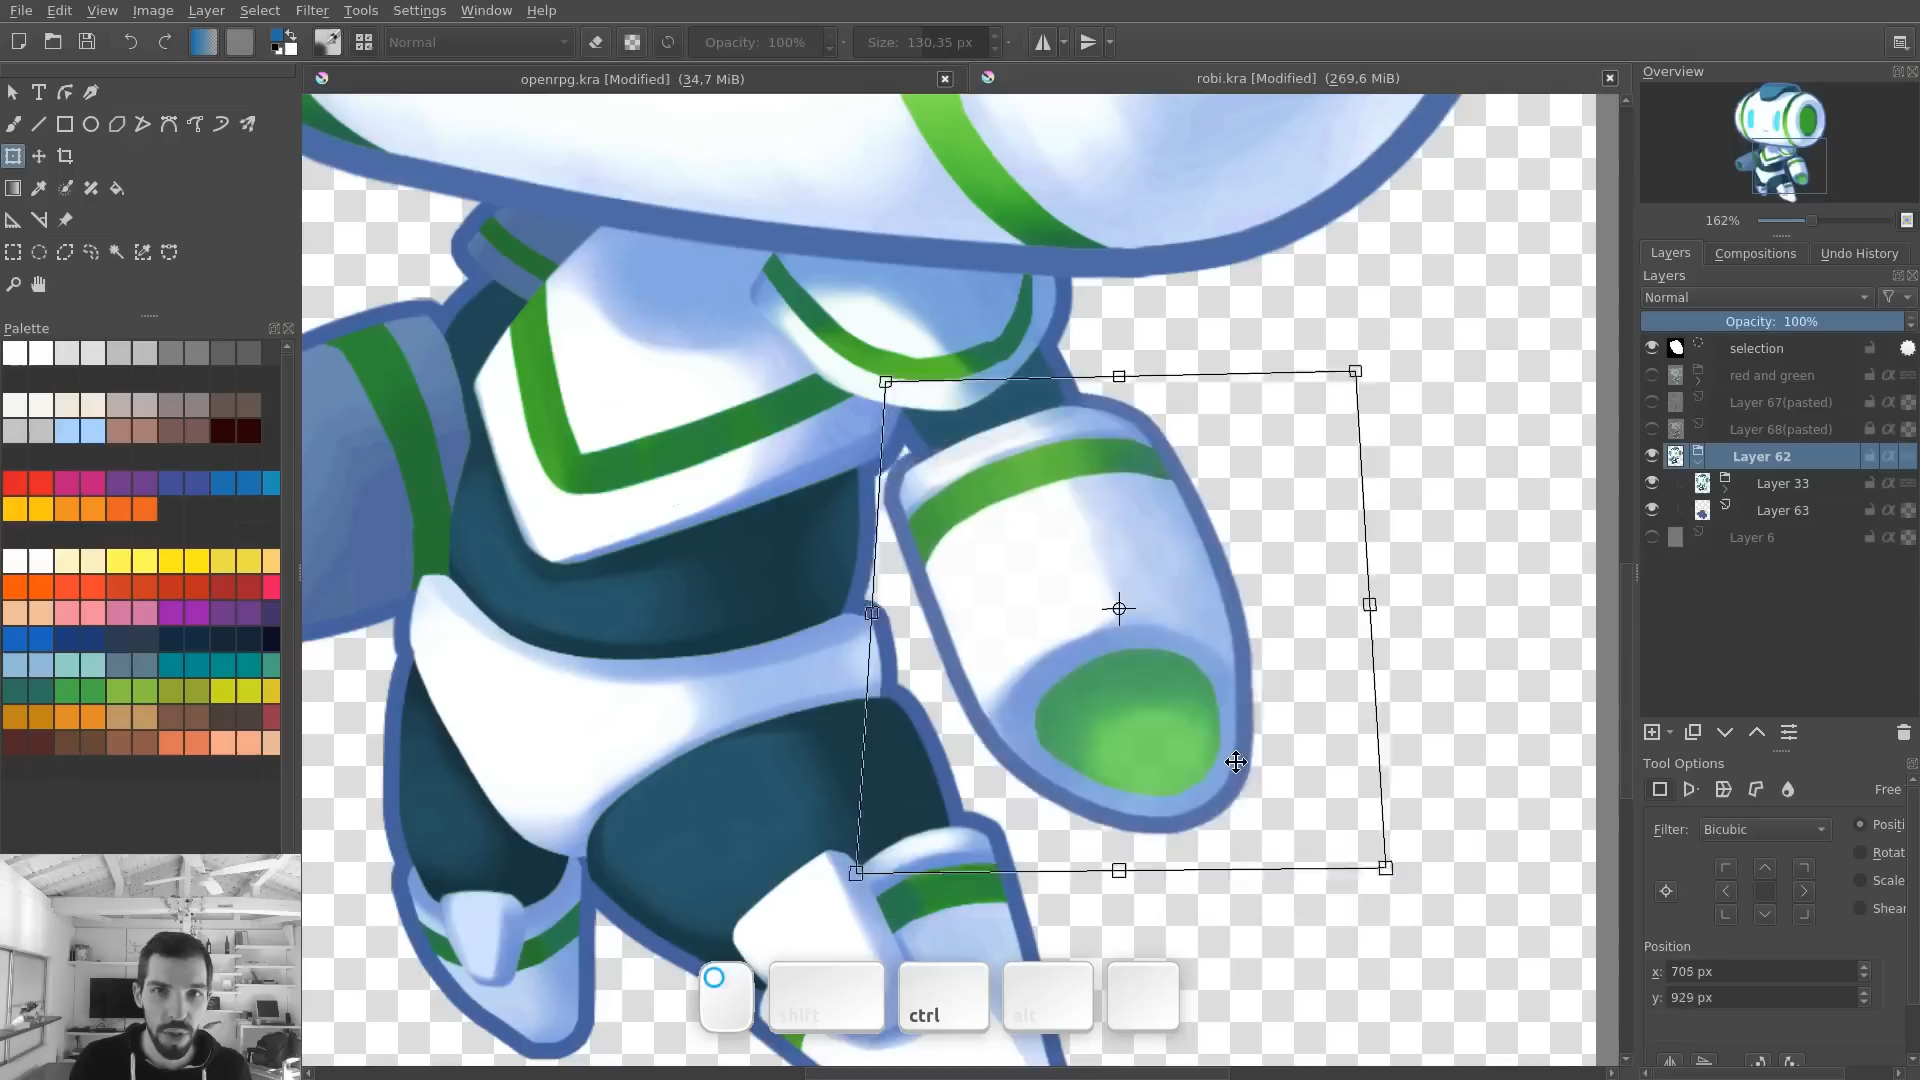 File Edit View Image Layer Select Filter Tools Settings Window Help
Normal
Opacity: 100%
Size: 130,35 px
openrpg.kra [Modified] (34,7 MiB)
robi.kra [Modified] (269,6 MiB)
Overview
162%
Layers Compositions Undo History
Layers
Normal
Opacity: 100%
selection
red and green
Layer 67(pasted)
Layer 68(pasted)
Layer 62
Layer 33
Layer 63
Layer 6
Palette
Tool Options
Free
Filter: Bicubic
Positi
Rotat
Scale
Shear
Position
x: 705 px
y: 929 px
shift ctrl alt